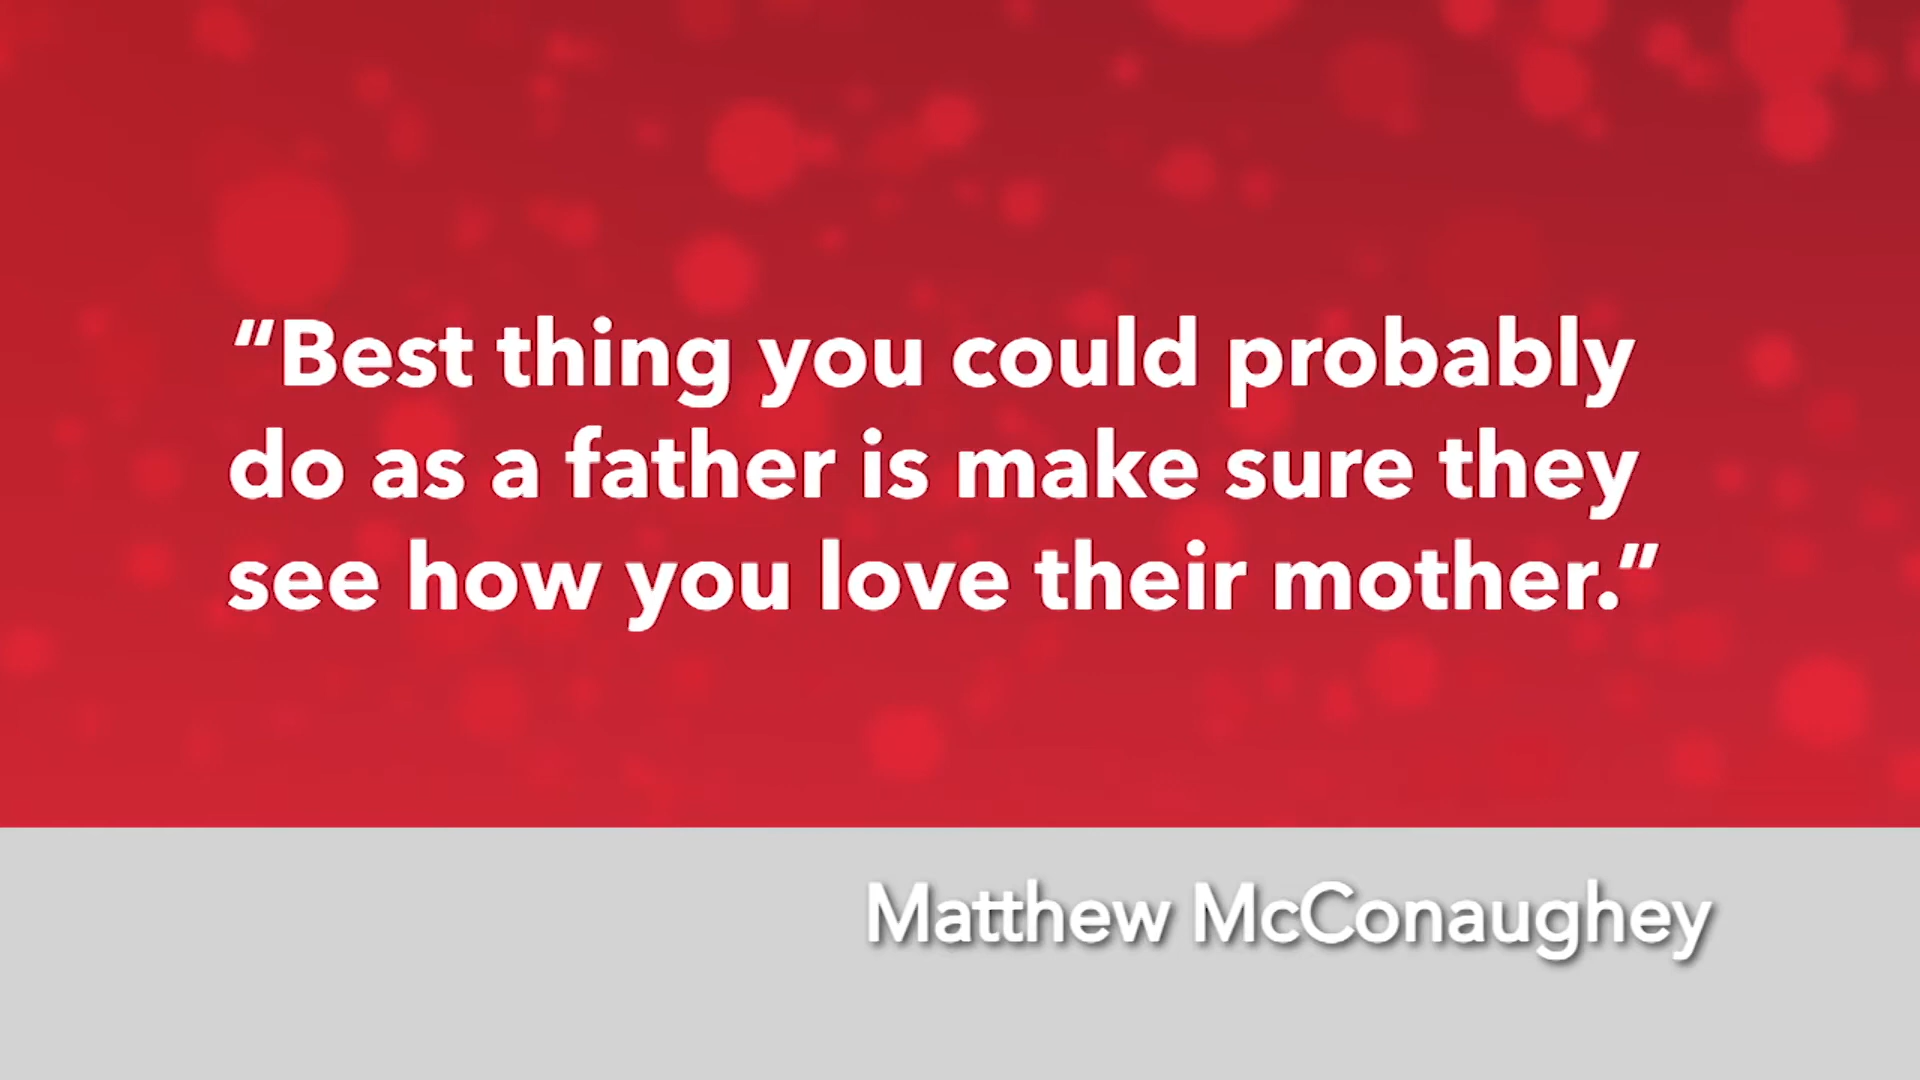 “Best thing you could probably
do as a father is make sure they
see how you love their mother.”
Matthew McConaughey